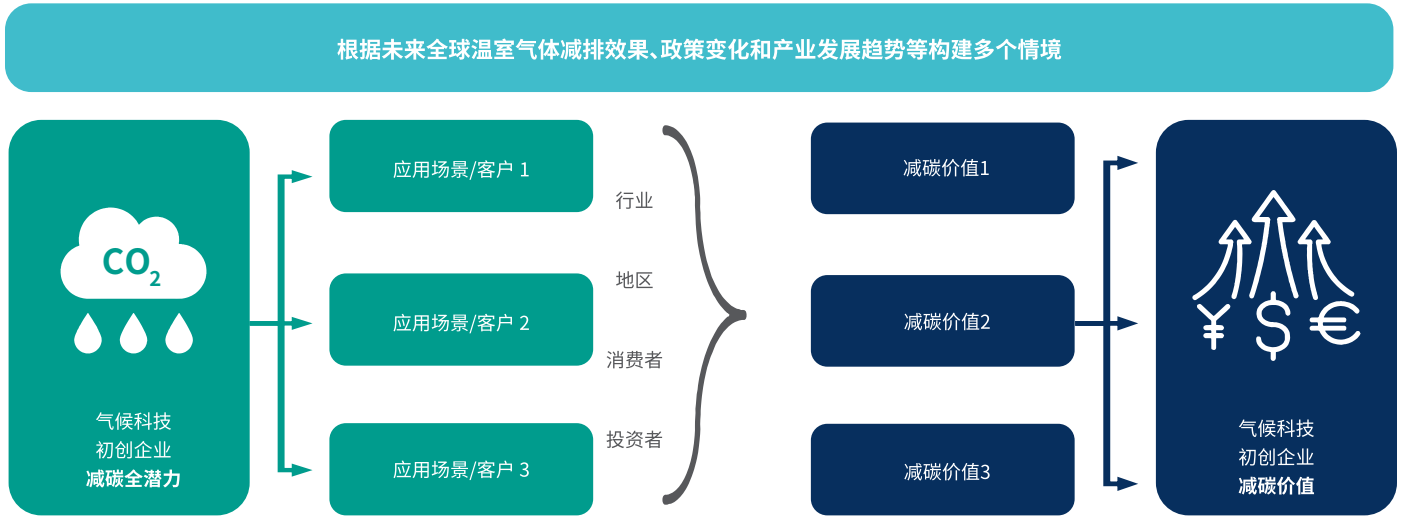 根据未来全球温室气体减排效果、政策变化和产业发展趋势等构建多个情境
CO2
气候科技
初创企业
减碳全潜力
应用场景/客户 1
应用场景/客户 2
应用场景/客户 3
行业
地区
消费者
投资者
减碳价值1
减碳价值2
减碳价值3
¥ $ €
气候科技
初创企业
减碳价值